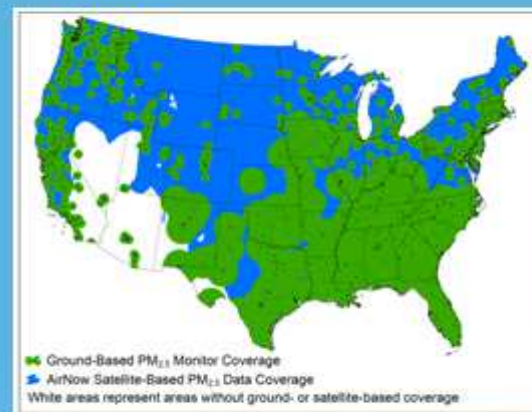 Ground-Based PM2.5 Monitor Coverage
AirNow Satellite-Based PM2.5 Data Coverage
White areas represent areas without ground- or satellite-based coverage